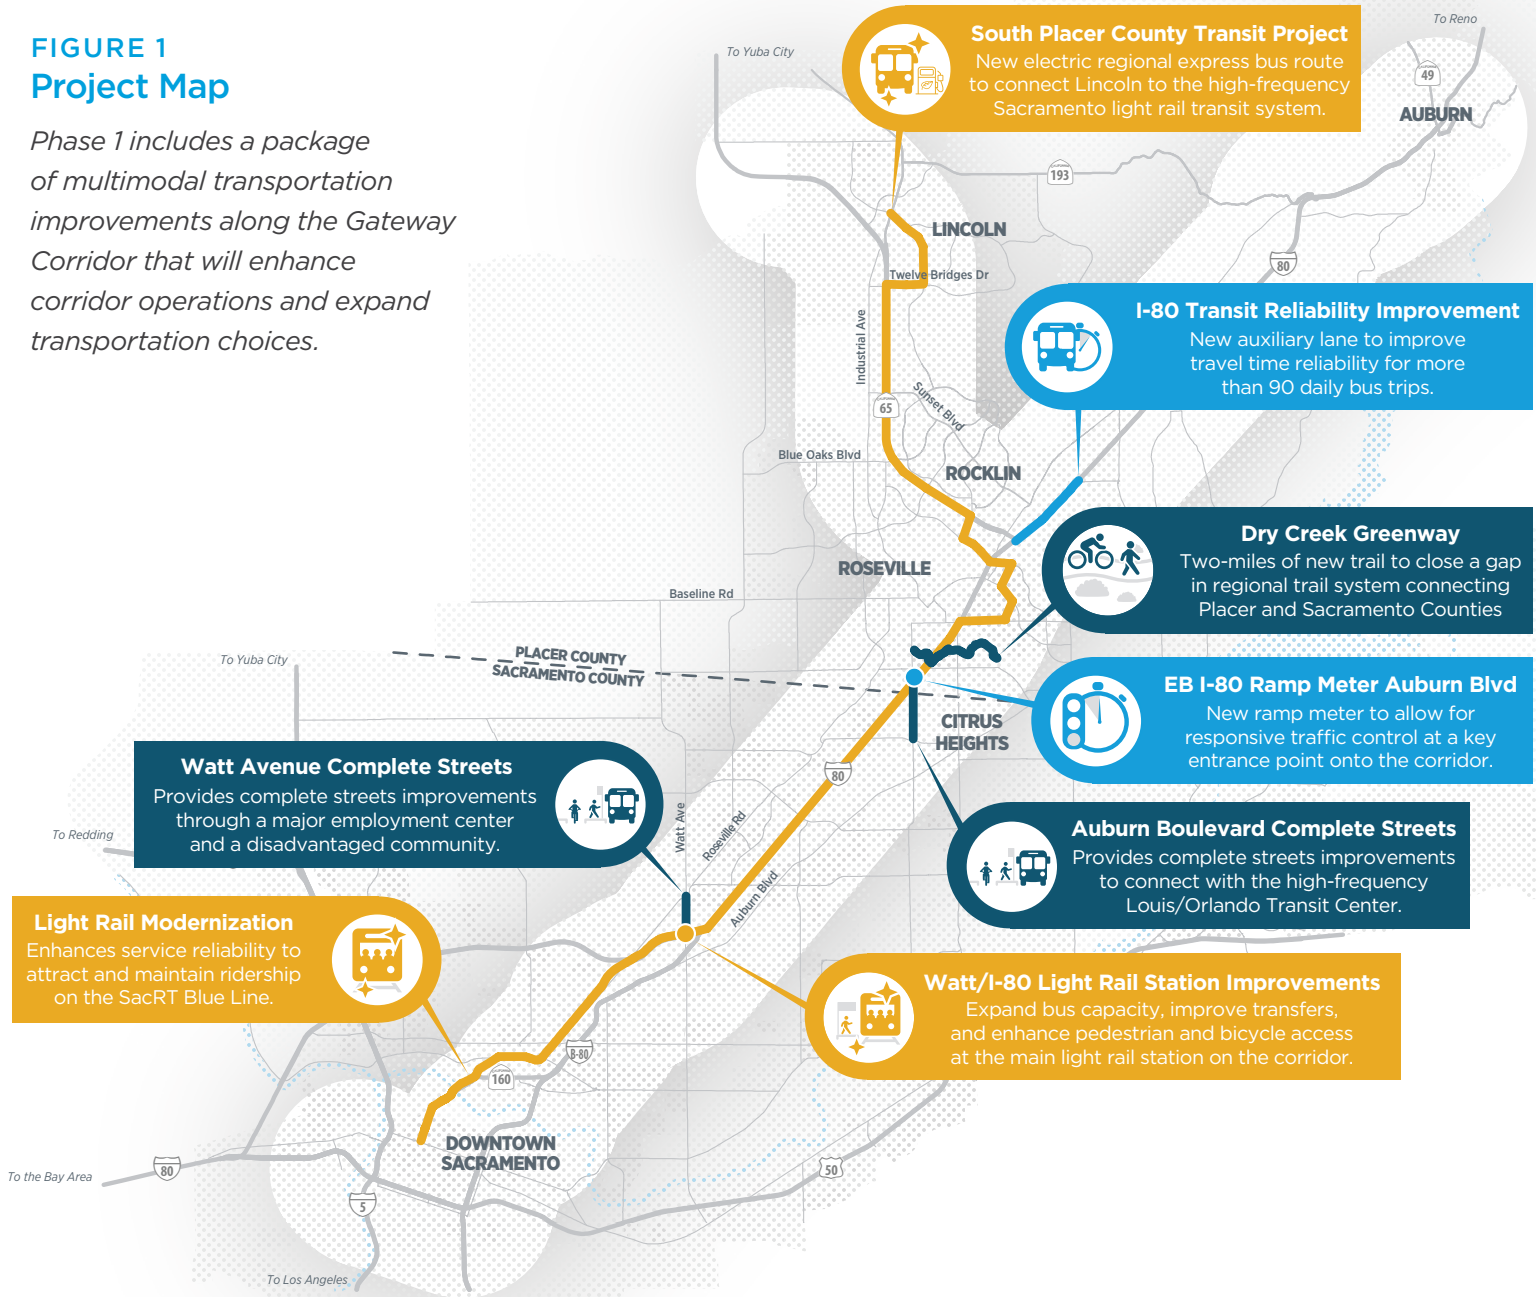 FIGURE 1
Project Map
Phase 1 includes a package
of multimodal transportation
improvements along the Gateway
Corridor that will enhance
corridor operations and expand
transportation choices.
To Yuba City
South Placer County Transit Project
New electric regional express bus route
to connect Lincoln to the high-frequency
Sacramento light rail transit system.
To Reno
49
AUBURN
193
LINCOLN
Twelve Bridges Dr
80
Industrial Ave
65
Sunset Blvd
I-80 Transit Reliability Improvement
New auxiliary lane to improve
travel time reliability for more
than 90 daily bus trips.
Blue Oaks Blvd
ROCKLIN
ROSEVILLE
Baseline Rd
Dry Creek Greenway
Two-miles of new trail to close a gap
in regional trail system connecting
Placer and Sacramento Counties
To Yuba City
PLACER COUNTY
SACRAMENTO COUNTY
EB I-80 Ramp Meter Auburn Blvd
New ramp meter to allow for
responsive traffic control at a key
entrance point onto the corridor.
CITRUS
HEIGHTS
80
Watt Avenue Complete Streets
Provides complete streets improvements
through a major employment center
and a disadvantaged community.
Watt Ave
Roseville Rd
Auburn Blvd
To Redding
Auburn Boulevard Complete Streets
Provides complete streets improvements
to connect with the high-frequency
Louis/Orlando Transit Center.
Light Rail Modernization
Enhances service reliability to
attract and maintain ridership
on the SacRT Blue Line.
Watt/I-80 Light Rail Station Improvements
Expand bus capacity, improve transfers,
and enhance pedestrian and bicycle access
at the main light rail station on the corridor.
B-80
160
DOWNTOWN
SACRAMENTO
50
To the Bay Area
80
5
To Los Angeles